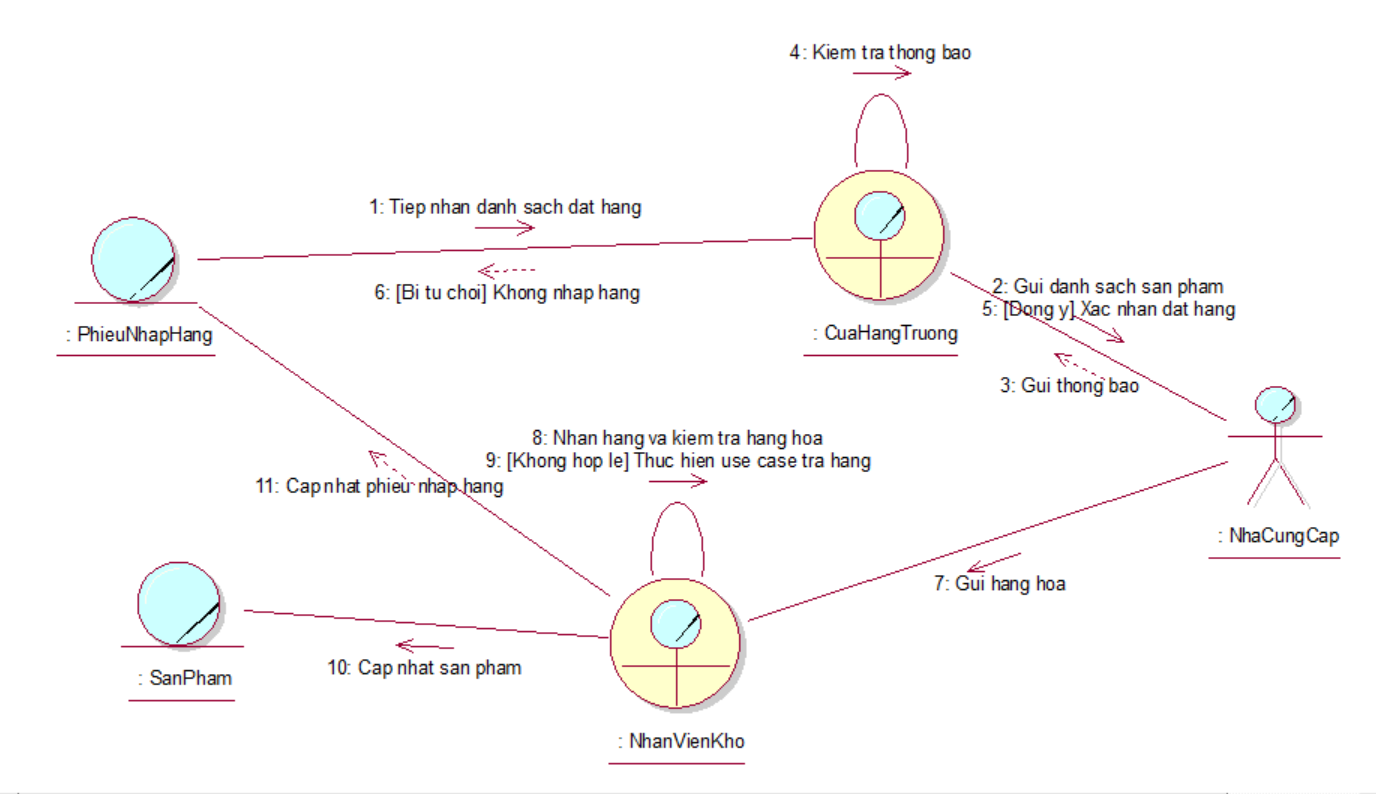 4: Kiem tra thong bao
1: Tiep nhan danh sach dat hang
6: [Bi tu choi] Khong nhap hang
: PhieuNhapHang
: CuaHangTruong
2: Gui danh sach san pham
5: [Dong y] Xac nhan dat hang
3: Gui thong bao
8: Nhan hang va kiem tra hang hoa
9: [Khong hop le] Thuc hien use case tra hang
11: Cap nhat phieu nhap hang
: NhaCungCap
7: Gui hang hoa
10: Cap nhat san pham
: SanPham
: NhanVienKho